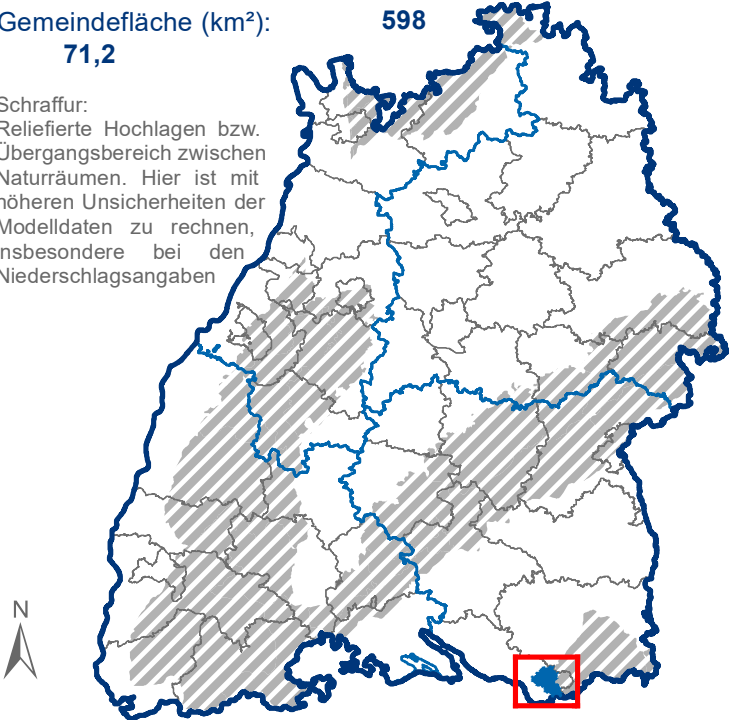 Gemeindefläche (km²): 598
71,2
Schraffur:
Reliefierte Hochlagen bzw.
Übergangsbereich zwischen
Naturräumen. Hier ist mit
höheren Unsicherheiten der
Modelldaten zu rechnen,
insbesondere bei den
Niederschlagsangaben
N